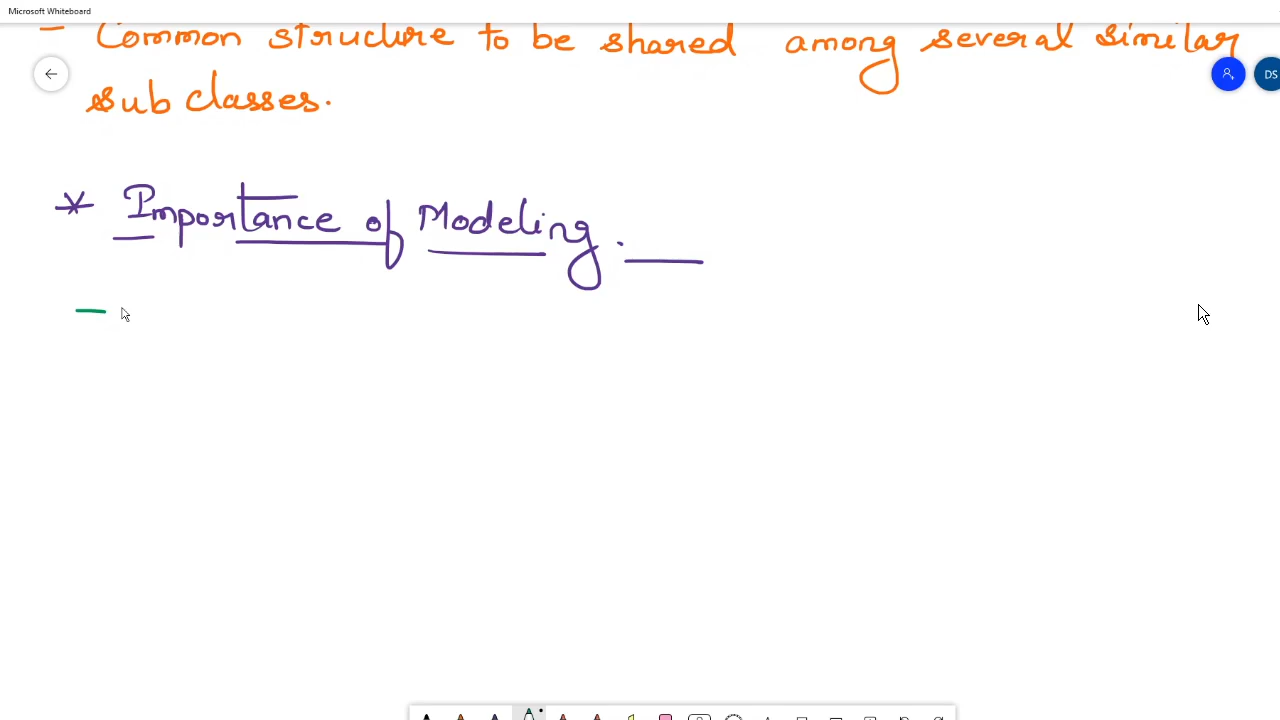 Microsoft Whiteboard
- Common structure to be shared among several similar
sub classes.
DS
* Importance of Modeling.
-